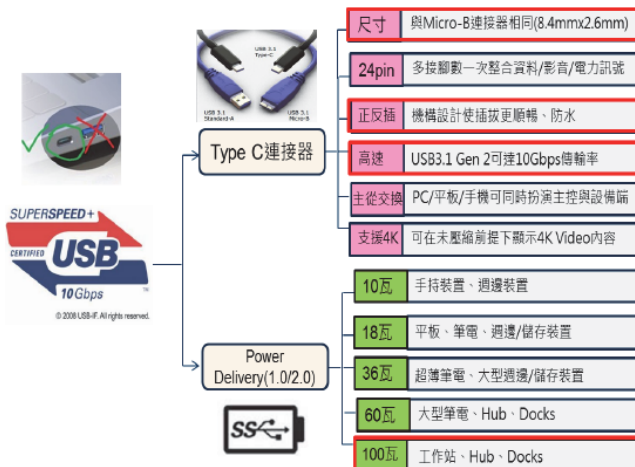 USB 3.1
Type-C
USB 3.1
Standard-A
USB 3.1
Micro-B
SUPERSPEED+
CERTIFIED
USB
10 Gbps
TM
© 2008 USB-IF. All rights reserved.
Type C連接器
尺寸 與Micro-B連接器相同(8.4mmx2.6mm)
24pin 多接腳數一次整合資料/影音/電力訊號
正反插 機構設計使插拔更順暢、防水
高速 USB3.1 Gen 2可達10Gbps傳輸率
主從交換 PC/平板/手機可同時扮演主控與設備端
支援4K 可在未壓縮前提下顯示4K Video內容
Power
Delivery(1.0/2.0)
SS
10瓦 手持裝置、週邊裝置
18瓦 平板、筆電、週邊/儲存裝置
36瓦 超薄筆電、大型週邊/儲存裝置
60瓦 大型筆電、Hub、Docks
100瓦 工作站、Hub、Docks